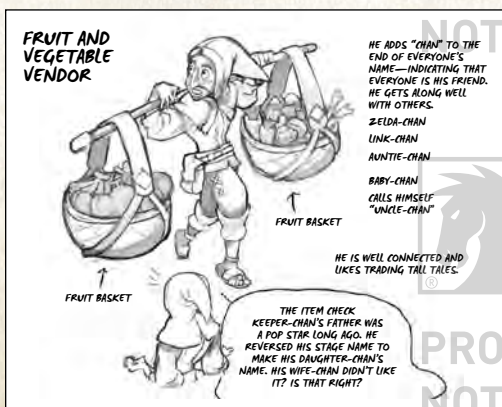 FRUIT AND
VEGETABLE
VENDOR
HE ADDS "CHAN" TO THE
END OF EVERYONE'S
NAME—INDICATING THAT
EVERYONE IS HIS FRIEND.
HE GETS ALONG WELL
WITH OTHERS.
ZELDA-CHAN
LINK-CHAN
AUNTIE-CHAN
BABY-CHAN
CALLS HIMSELF
"UNCLE-CHAN"
FRUIT BASKET
FRUIT BASKET
HE IS WELL CONNECTED AND
LIKES TRADING TALL TALES.
THE ITEM CHECK
KEEPER-CHAN'S FATHER WAS
A POP STAR LONG AGO. HE
REVERSED HIS STAGE NAME TO
MAKE HIS DAUGHTER-CHAN'S
NAME. HIS WIFE-CHAN DIDN'T LIKE
IT? IS THAT RIGHT?
NOT
®
PRO
NOT